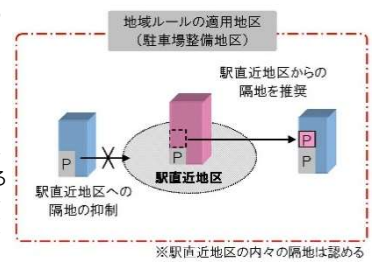 地域ルールの適用地区
（駐車場整備地区）
駅直近地区からの
隔地を推奨
P
P
P
P
駅直近地区
る
駅直近地区への
隔地の抑制
※駅直近地区の内々の隔地は認める